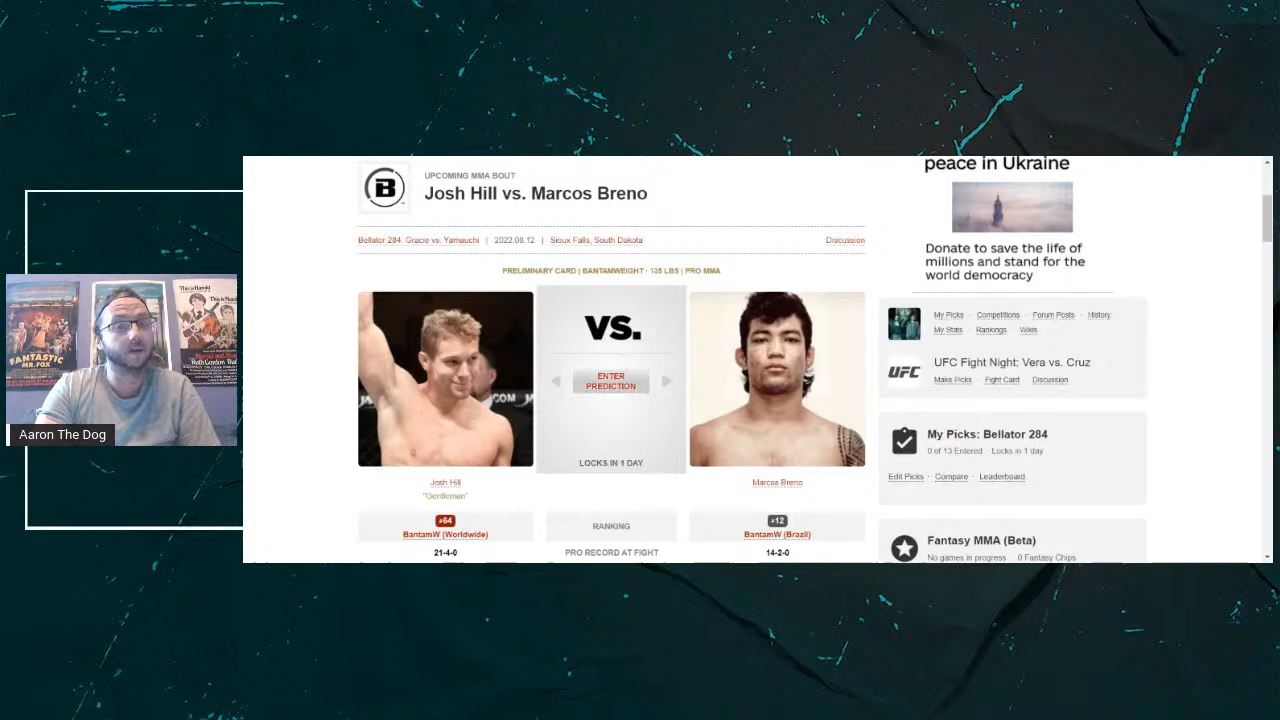 peace in Ukraine
Donate to save the life of
millions and stand for the
world democracy
B
UPCOMING MMA BOUT
Josh Hill vs. Marcos Breno
Bellator 284: Gracie vs. Yamauchi | 2022.08.12 | Sioux Falls, South Dakota
Discussion
PRELIMINARY CARD | BANTAMWEIGHT · 135 LBS | PRO MMA
VS.
ENTER
PREDICTION
LOCKS IN 1 DAY
.COM
Josh Hill
"Gentleman"
Marcos Breno
#64
BantamW (Worldwide)
RANKING
#12
BantamW (Brazil)
21-4-0
PRO RECORD AT FIGHT
14-2-0
My Picks · Competitions · Forum Posts · History
My Stats · Rankings · Wikis
UFC
UFC Fight Night: Vera vs. Cruz
Make Picks · Fight Card · Discussion
My Picks: Bellator 284
0 of 13 Entered Locks in 1 day
Edit Picks · Compare · Leaderboard
Fantasy MMA (Beta)
No games in progress · 0 Fantasy Chips
FANTASTIC
MR. FOX
This is Harold
Ruth Gordon
Aaron The Dog